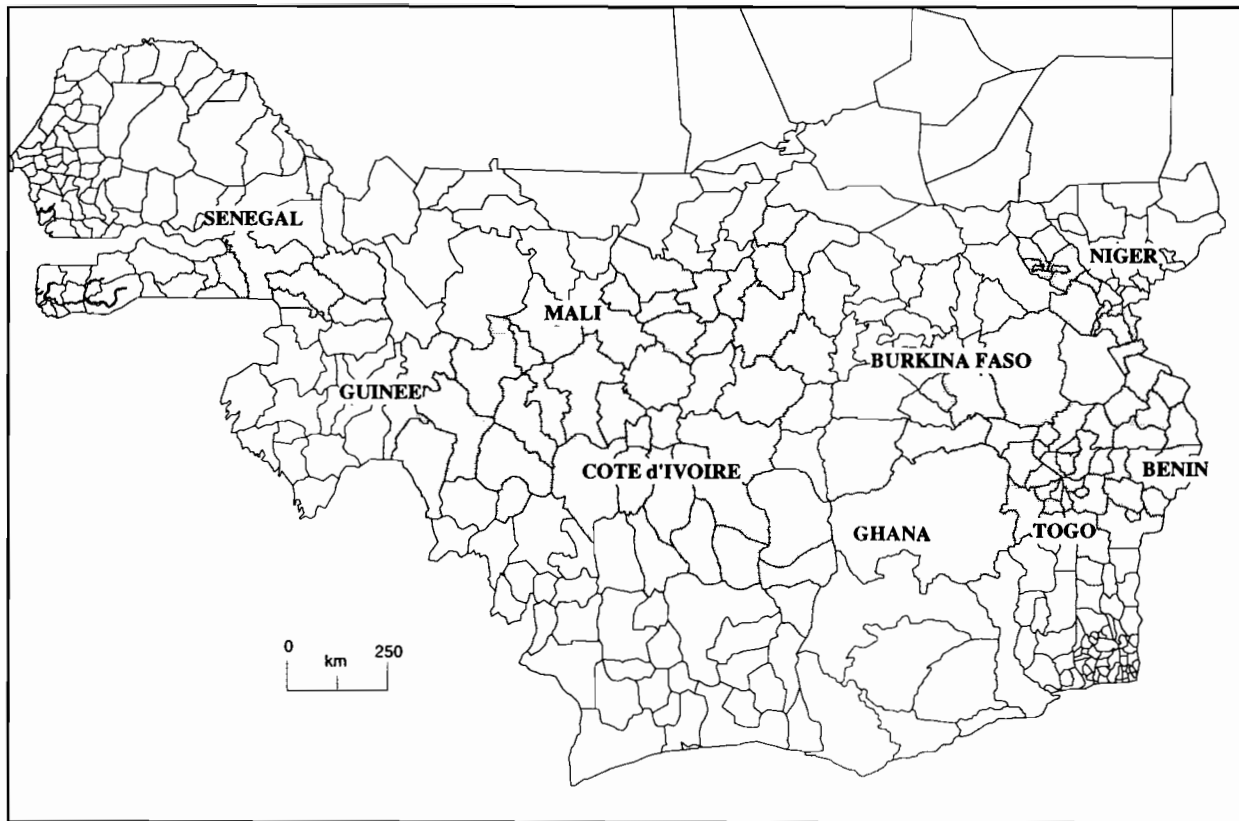 SENEGAL
NIGER
MALI
BURKINA FASO
GUINEE
COTE d'IVOIRE
BENIN
GHANA
TOGO
0 250
km